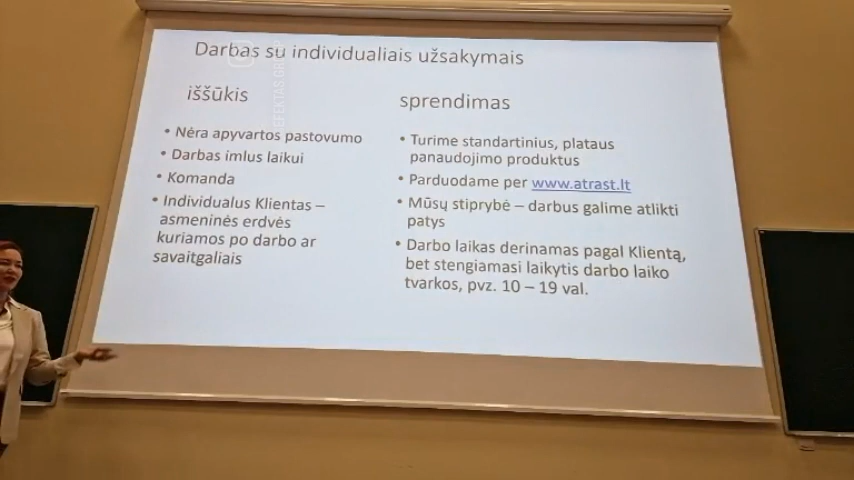 Darbas su individualiais užsakymais
iššūkis
• Nėra apyvartos pastovumo
• Darbas imlus laikui
• Komanda
• Individualus Klientas –
asmeninės erdvės
kuriamos po darbo ar
savaitgaliais
sprendimas
• Turime standartinius, plataus
panaudojimo produktus
• Parduodame per www.atrast.lt
• Mūsų stiprybė – darbus galime atlikti
patys
• Darbo laikas derinamas pagal Klientą,
bet stengiamasi laikytis darbo laiko
tvarkos, pvz. 10 – 19 val.